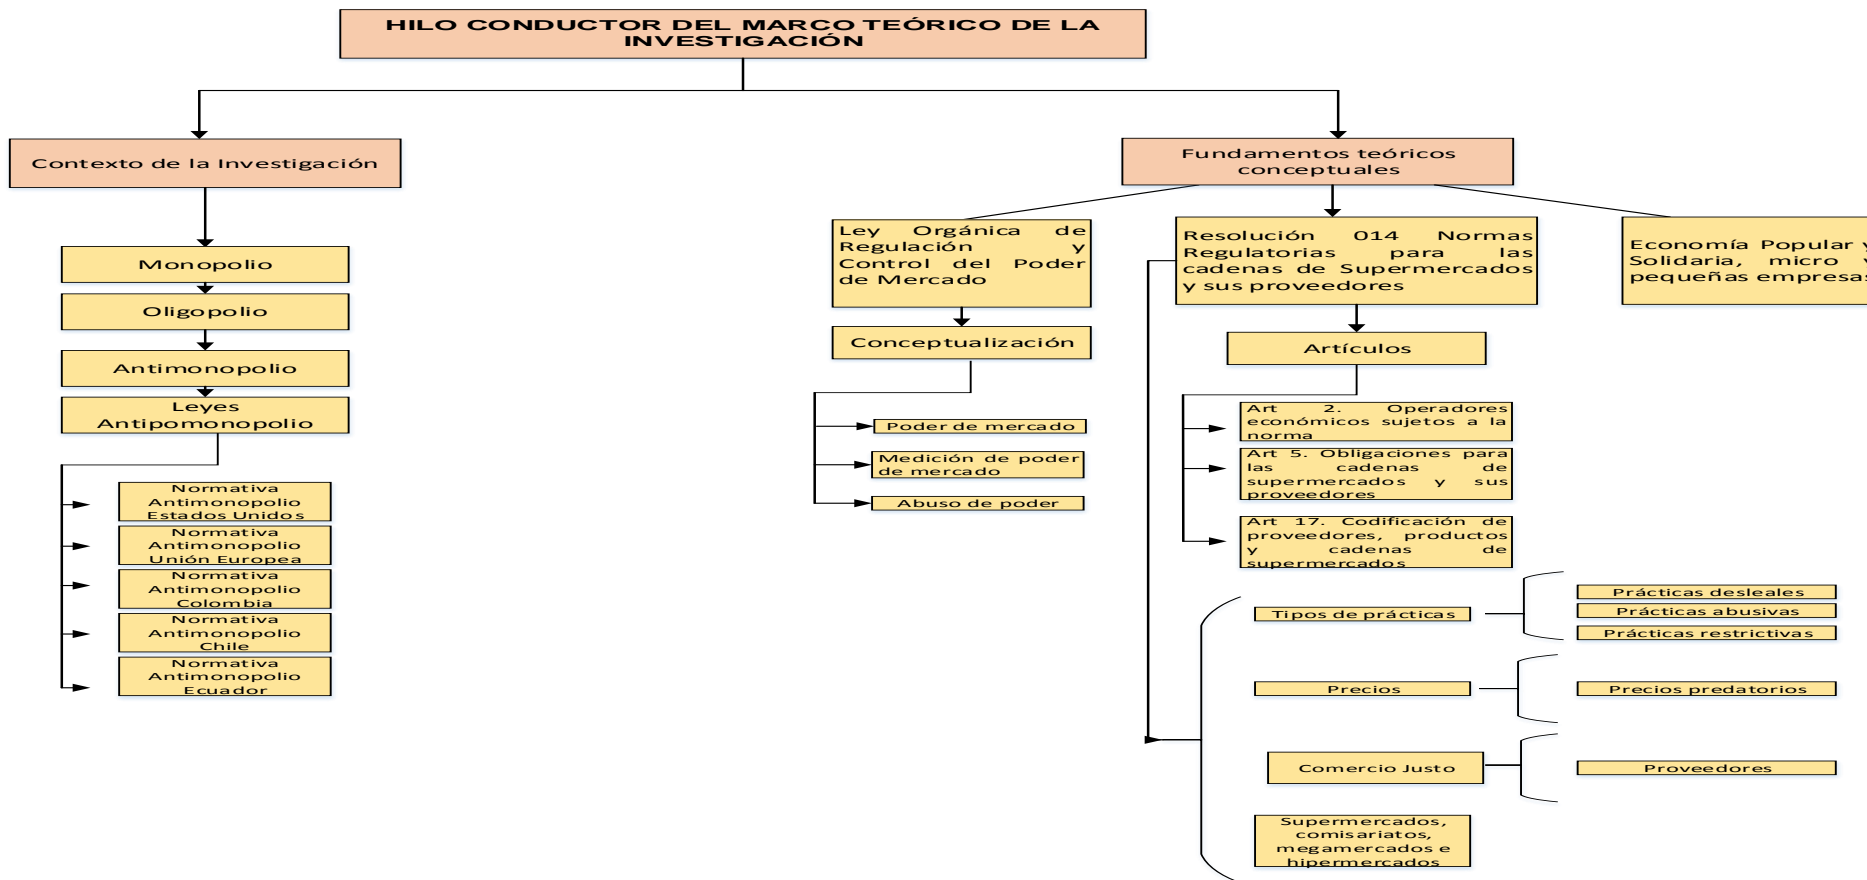 HILO CONDUCTOR DEL MARCO TEÓRICO DE LA
INVESTIGACIÓN
Contexto de la Investigación
Monopolio
Oligopolio
Antimonopolio
Leyes
Antipomonopolio
Normativa
Antimonopolio
Estados Unidos
Normativa
Antimonopolio
Unión Europea
Normativa
Antimonopolio
Colombia
Normativa
Antimonopolio
Chile
Normativa
Antimonopolio
Ecuador
Fundamentos teóricos
conceptuales
Ley Orgánica de
Regulación y
Control del Poder
de Mercado
Conceptualización
Poder de mercado
Medición de poder
de mercado
Abuso de poder
Resolución 014 Normas
Regulatorias para las
cadenas de Supermercados
y sus proveedores
Artículos
Art 2. Operadores
económicos sujetos a la
norma
Art 5. Obligaciones para
las cadenas de
supermercados y sus
proveedores
Art 17. Codificación de
proveedores, productos
y cadenas de
supermercados
Tipos de prácticas
Prácticas desleales
Prácticas abusivas
Prácticas restrictivas
Precios
Precios predatorios
Comercio Justo
Proveedores
Supermercados,
comisariatos,
megamercados e
hipermercados
Economía Popular y
Solidaria, micro y
pequeñas empresas